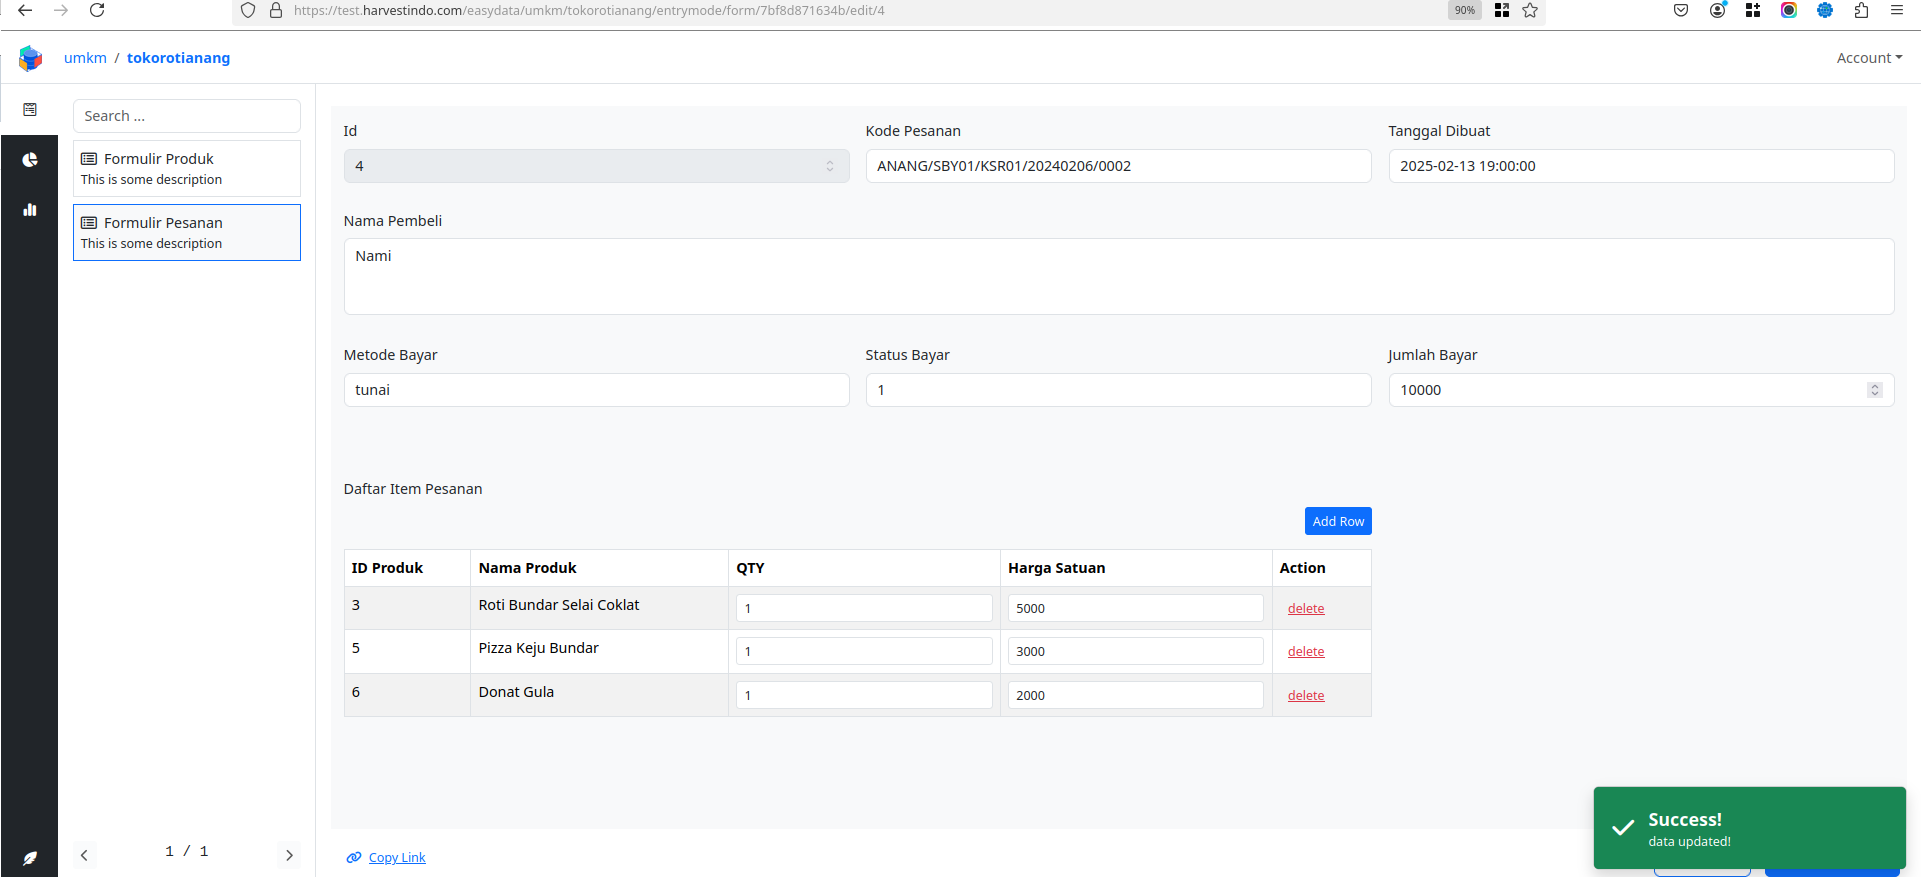 https://test.harvestindo.com/easydata/umkm/tokorotianang/entrymode/form/7bf8d871634b/edit/4
90%
umkm / tokorotianang
Account
Search ...
Formulir Produk
This is some description
Formulir Pesanan
This is some description
1 / 1
Id
Kode Pesanan
Tanggal Dibuat
4
ANANG/SBY01/KSR01/20240206/0002
2025-02-13 19:00:00
Nama Pembeli
Nami
Metode Bayar
Status Bayar
Jumlah Bayar
tunai
1
10000
Daftar Item Pesanan
Add Row
ID Produk Nama Produk QTY Harga Satuan Action
3 Roti Bundar Selai Coklat 1 5000 delete
5 Pizza Keju Bundar 1 3000 delete
6 Donat Gula 1 2000 delete
Copy Link
Success!
data updated!